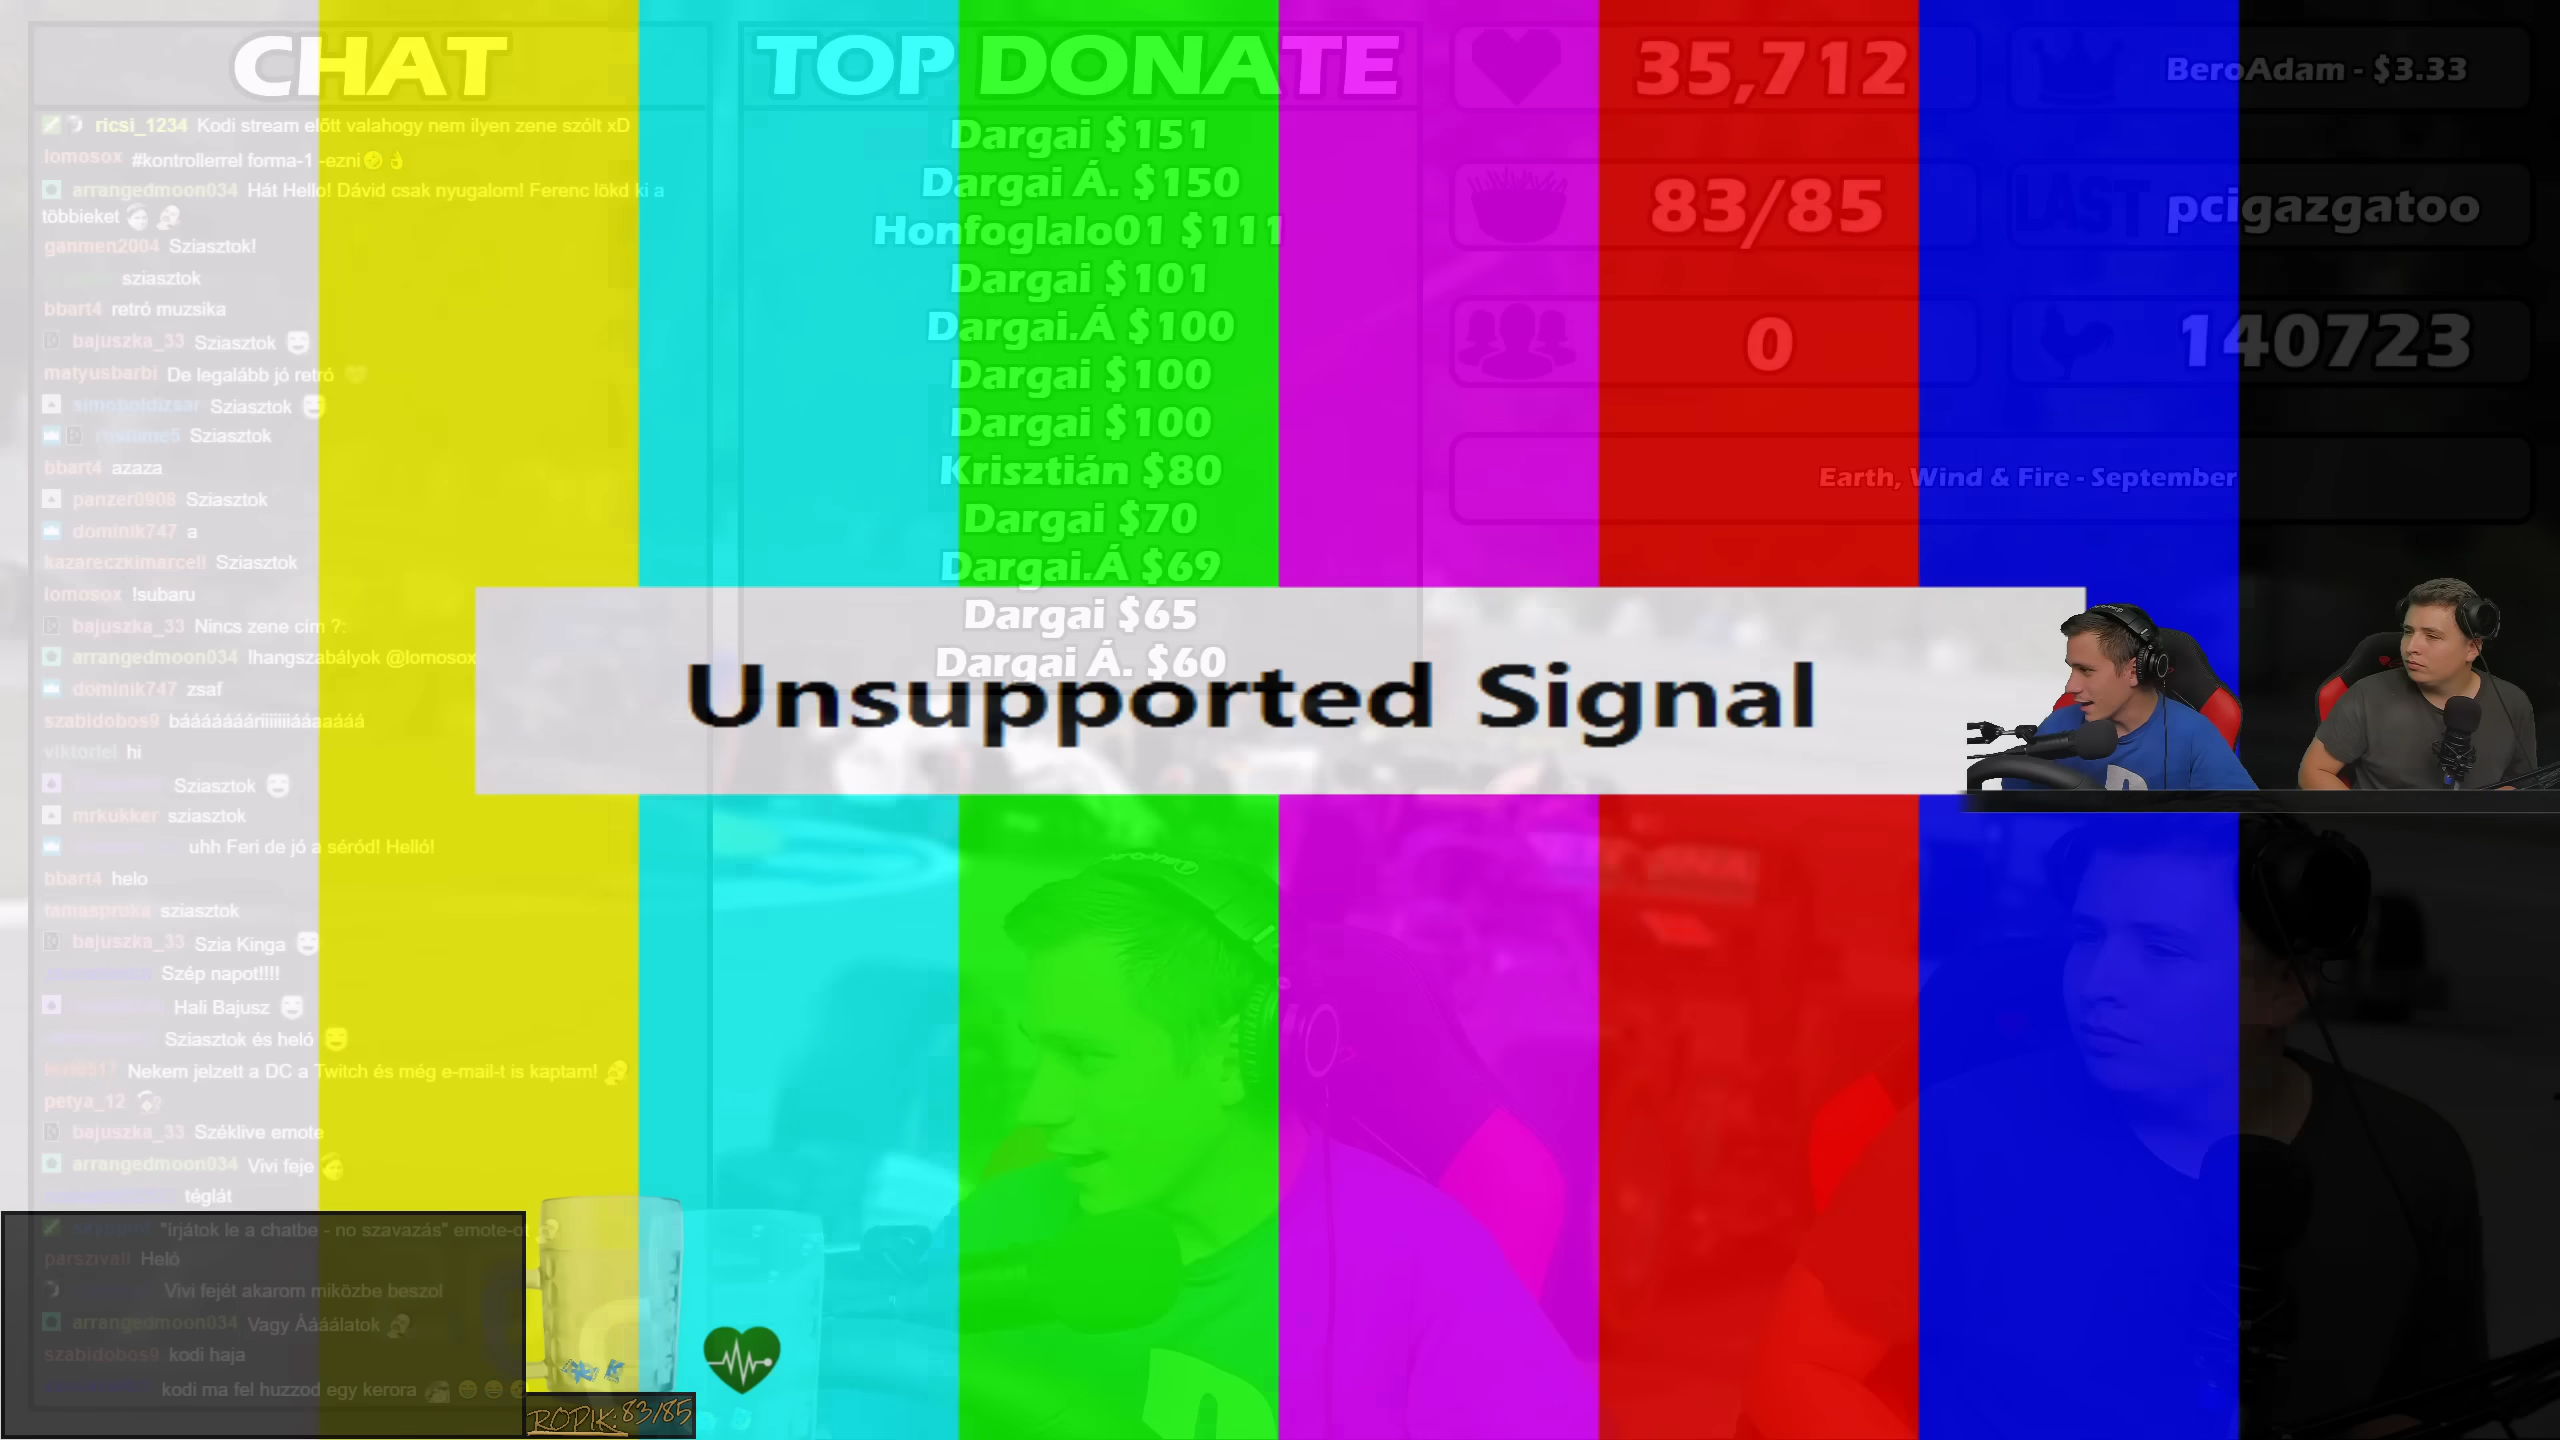 CHAT
ricsi_1234 Kodi stream előtt valahogy nem ilyen zene szólt xD
lomosox #kontrollerrel forma-1 -ezni
arrangedmoon034 Hát Hello! Dávid csak nyugalom! Ferenc lökd ki a
többieket
ganmen2004 Sziasztok!
sziasztok
bbart4 retró muzsika
bajuszka_33 Sziasztok
matyusbarbi De legalább jó retró
simopoldizsar Sziasztok
Sziasztok
bbart4 azaza
panzer0908 Sziasztok
dominik747 a
kazareczkimarcell Sziasztok
lomosox !subaru
bajuszka_33 Nincs zene cím ?:
arrangedmoon034 !hangszabályok @lomosox
dominik747 zsaf
szabidobos9 báááááááriiiiiiiááaaááá
viktoriel hi
Sziasztok
mrkukker sziasztok
uhh Feri de jó a séród! Helló!
bbart4 helo
tamaspruka sziasztok
bajuszka_33 Szia Kinga
Szép napot!!!!
Hali Bajusz
Sziasztok és heló
Nekem jelzett a DC a Twitch és még e-mail-t is kaptam!
petya_12
bajuszka_33 Széklive emote
arrangedmoon034 Vivi feje
téglát
"írjátok le a chatbe - no szavazás" emote-ot
parszivall Heló
Vivi fejét akarom miközbe beszol
arrangedmoon034 Vagy Áááálatok
szabidobos9 kodi haja
kodi ma fel huzzod egy kerora
TOP DONATE
Dargai $151
Dargai Á. $150
Honfoglalo01 $111
Dargai $101
Dargai.Á $100
Dargai $100
Dargai $100
Krisztián $80
Dargai $70
Dargai.Á $69
Dargai $65
Dargai Á. $60
35,712
BeroAdam - $3.33
83/85
LAST pcigazgatoo
0
140723
Earth, Wind & Fire - September
Unsupported Signal
ROPIK: 83/85